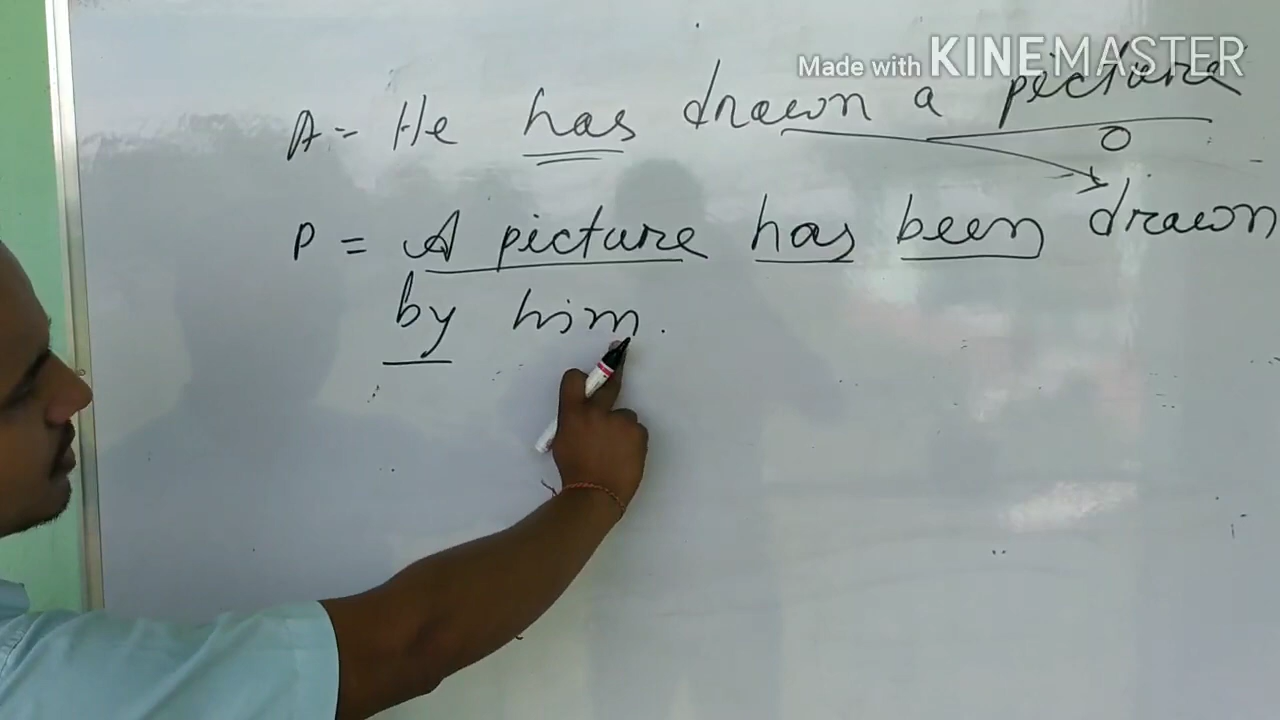 Made with KINEMASTER
A = He has drawn a picture
O
P = A picture has been drawn
by him.